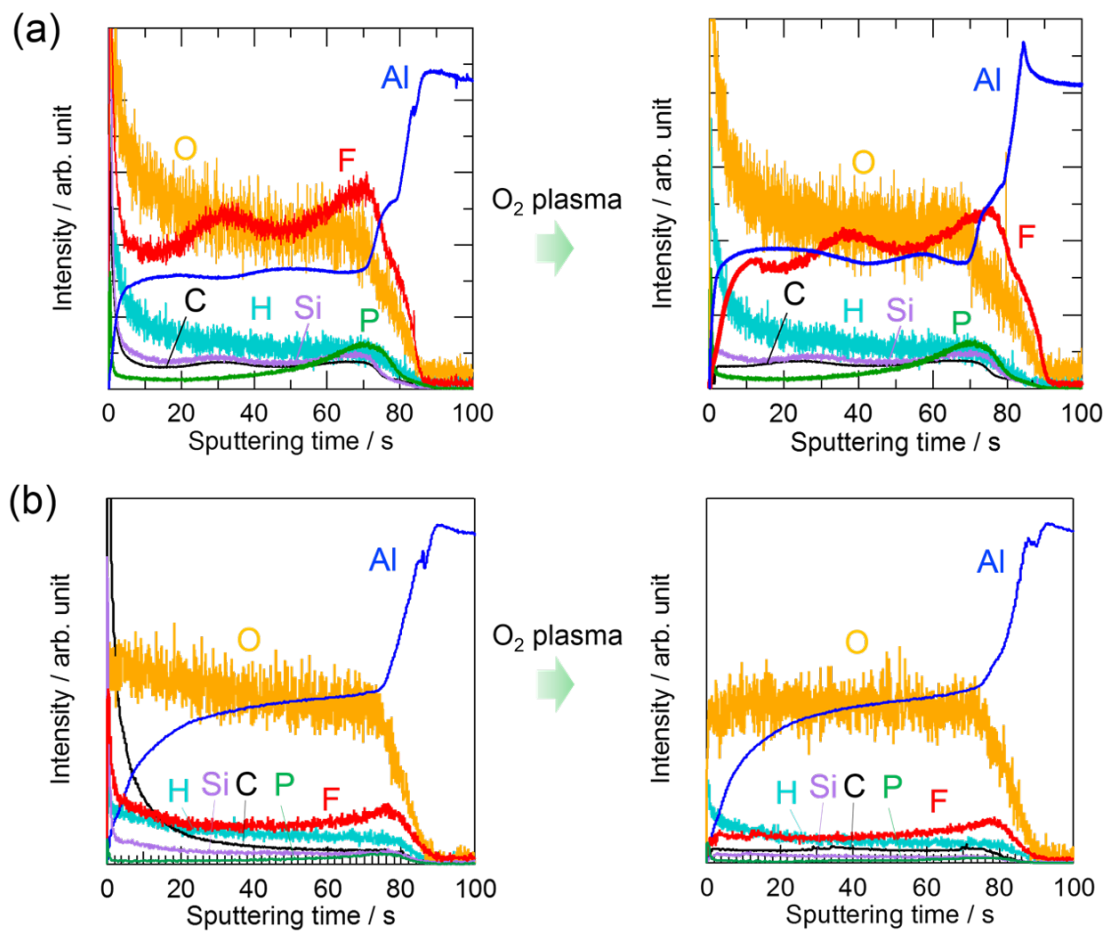 (a)
Intensity / arb. unit
Al
O
F
C
H
Si
P
0
20
40
60
80
100
Sputtering time / s
O2 plasma
Intensity / arb. unit
Al
O
F
C
H
Si
P
0
20
40
60
80
100
Sputtering time / s
(b)
Intensity / arb. unit
Al
O
H
Si
C
P
F
0
20
40
60
80
100
Sputtering time / s
O2 plasma
Intensity / arb. unit
Al
O
H
Si
C
P
F
0
20
40
60
80
100
Sputtering time / s